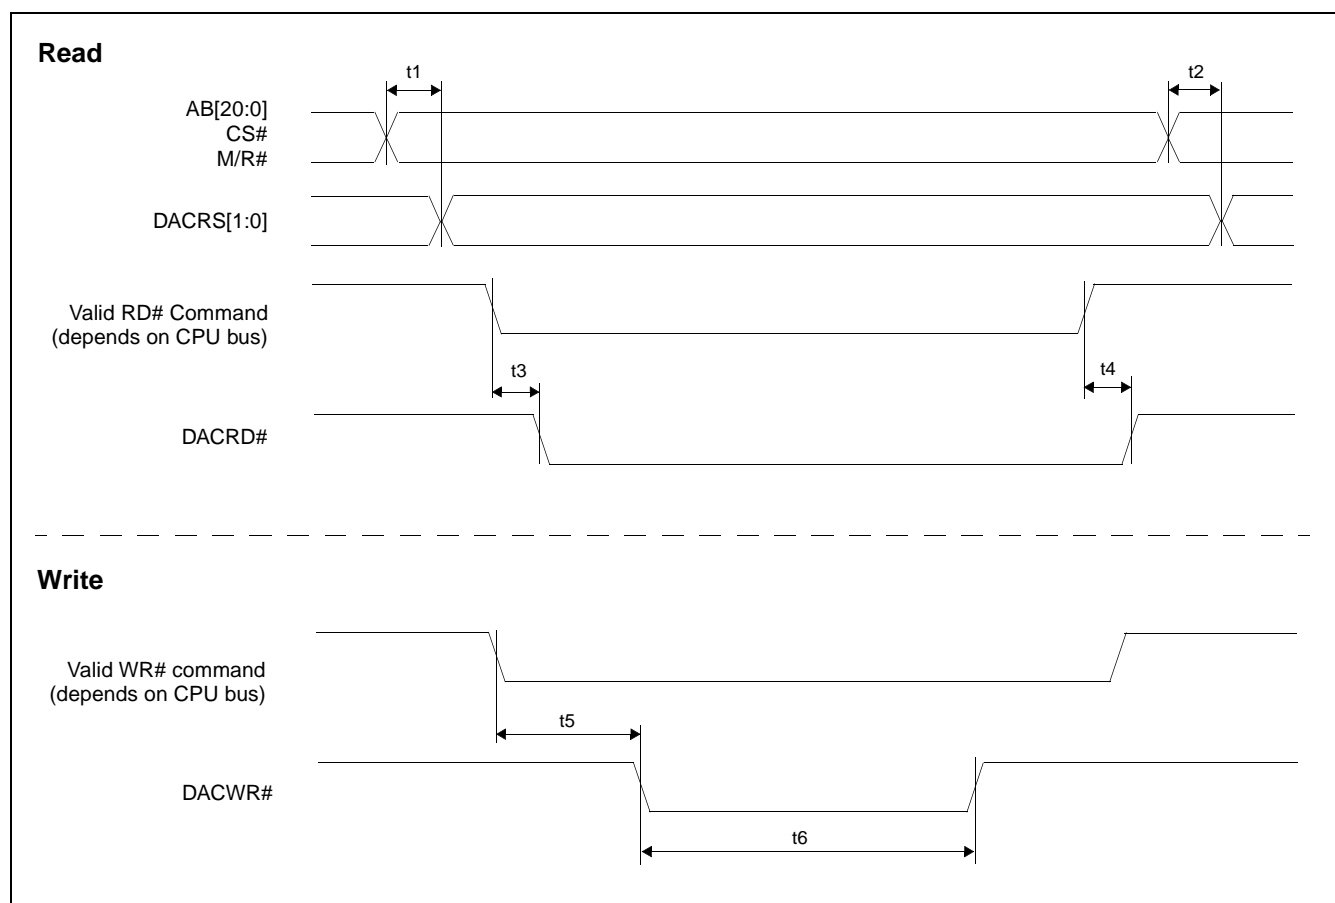 Read
t1
t2
AB[20:0]
CS#
M/R#
DACRS[1:0]
Valid RD# Command
(depends on CPU bus)
t3
t4
DACRD#
Write
Valid WR# command
(depends on CPU bus)
t5
DACWR#
t6